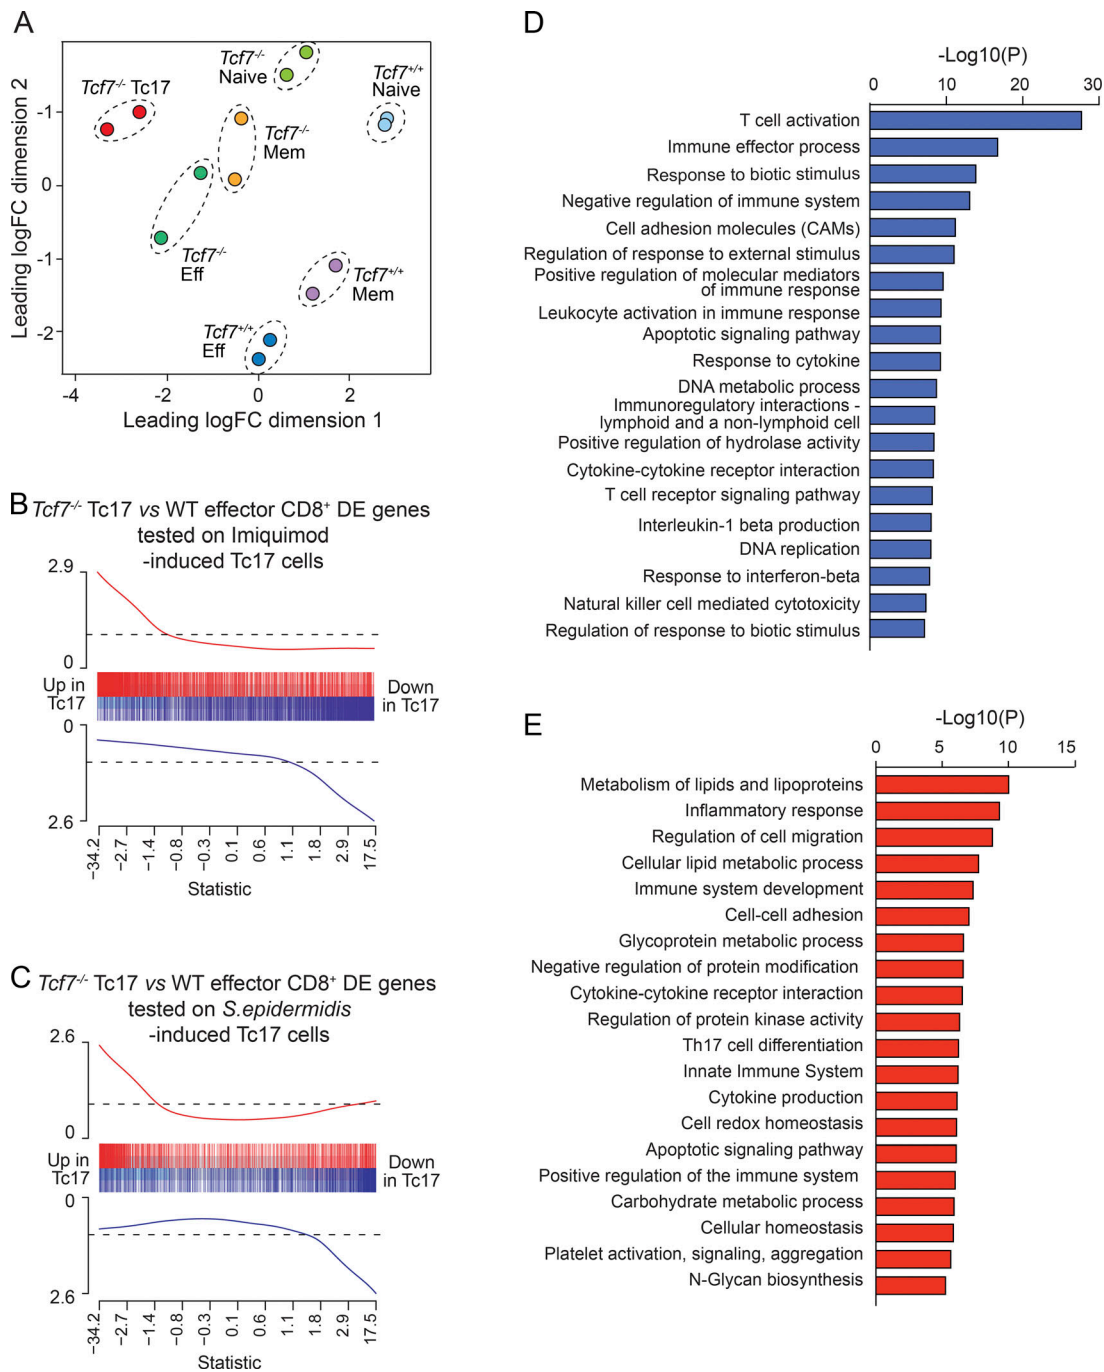 A
Leading logFC dimension 2
-1
0
-1
-2
-4
-2
0
2
Leading logFC dimension 1
Tcf7-/- Tc17
Tcf7-/-
Naive
Tcf7+/+
Naive
Tcf7-/-
Mem
Tcf7-/-
Eff
Tcf7+/+
Mem
Tcf7+/+
Eff
B
Tcf7-/- Tc17 vs WT effector CD8+ DE genes
tested on Imiquimod
-induced Tc17 cells
2.9
0
Up in
Tc17
Down
in Tc17
0
2.6
−34.2
−2.7
−1.4
−0.8
−0.3
0.1
0.6
1.1
1.8
2.9
17.5
Statistic
C
Tcf7-/- Tc17 vs WT effector CD8+ DE genes
tested on S.epidermidis
-induced Tc17 cells
2.6
0
Up in
Tc17
Down
in Tc17
0
2.6
−34.2
−2.7
−1.4
−0.8
−0.3
0.1
0.6
1.1
1.8
2.9
17.5
Statistic
D
-Log10(P)
0
10
20
30
T cell activation
Immune effector process
Response to biotic stimulus
Negative regulation of immune system
Cell adhesion molecules (CAMs)
Regulation of response to external stimulus
Positive regulation of molecular mediators
of immune response
Leukocyte activation in immune response
Apoptotic signaling pathway
Response to cytokine
DNA metabolic process
Immunoregulatory interactions -
lymphoid and a non-lymphoid cell
Positive regulation of hydrolase activity
Cytokine-cytokine receptor interaction
T cell receptor signaling pathway
Interleukin-1 beta production
DNA replication
Response to interferon-beta
Natural killer cell mediated cytotoxicity
Regulation of response to biotic stimulus
E
-Log10(P)
0
5
10
15
Metabolism of lipids and lipoproteins
Inflammatory response
Regulation of cell migration
Cellular lipid metabolic process
Immune system development
Cell-cell adhesion
Glycoprotein metabolic process
Negative regulation of protein modification
Cytokine-cytokine receptor interaction
Regulation of protein kinase activity
Th17 cell differentiation
Innate Immune System
Cytokine production
Cell redox homeostasis
Apoptotic signaling pathway
Positive regulation of the immune system
Carbohydrate metabolic process
Cellular homeostasis
Platelet activation, signaling, aggregation
N-Glycan biosynthesis